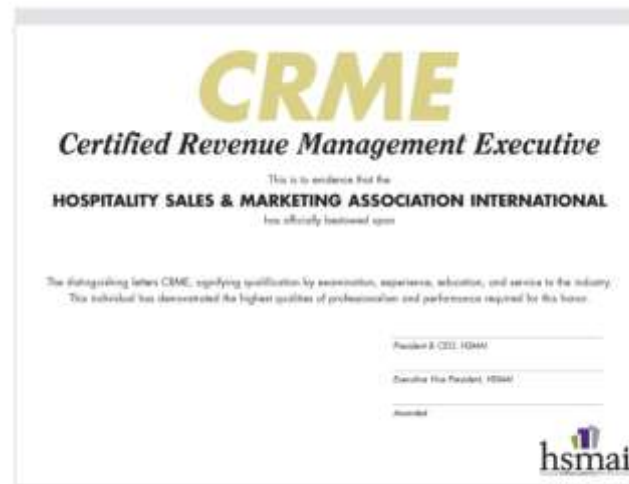 CRME
Certified Revenue Management Executive
This is to evidence that the
HOSPITALITY SALES & MARKETING ASSOCIATION INTERNATIONAL
has officially bestowed upon
The distinguishing letters CRME, signifying qualification by examination, experience, education, and service to the industry.
This individual has demonstrated the highest qualities of professionalism and performance required for this honor.
President & CEO, HSMAI
Executive Vice President, HSMAI
Awarded
hsmai